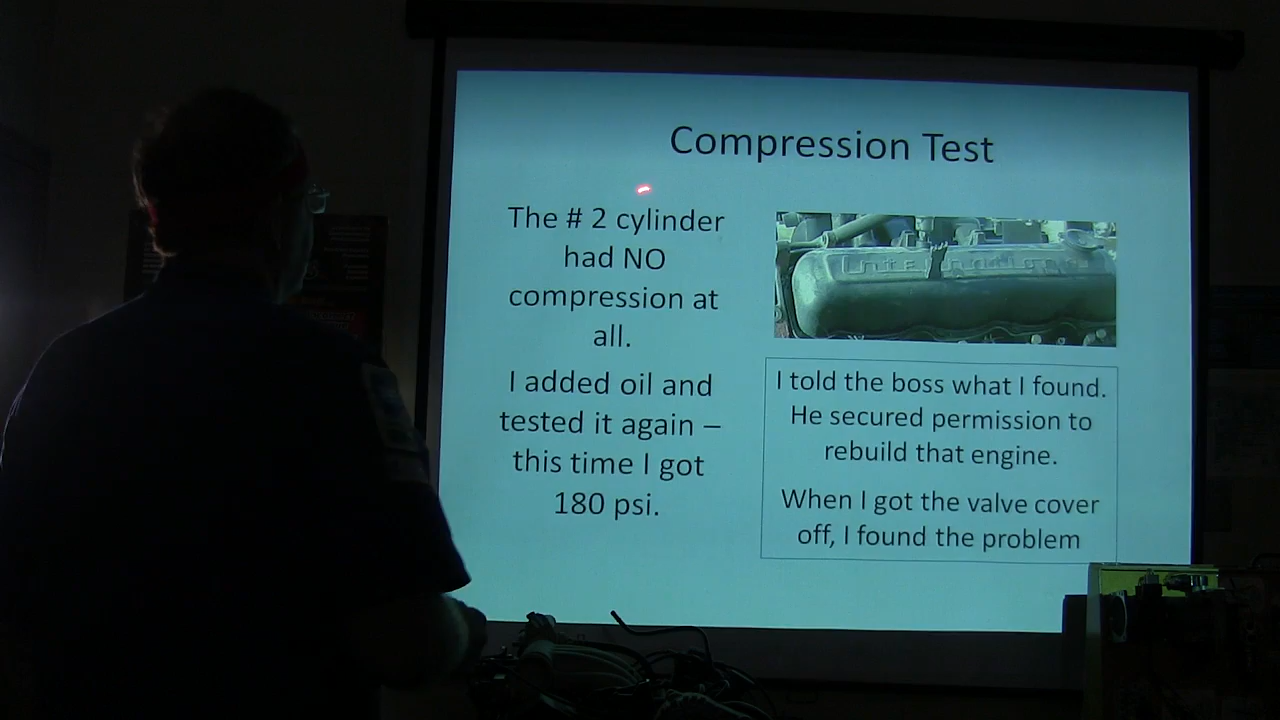 Compression Test
The # 2 cylinder
had NO
compression at
all.
I added oil and
tested it again –
this time I got
180 psi.
I told the boss what I found.
He secured permission to
rebuild that engine.
When I got the valve cover
off, I found the problem